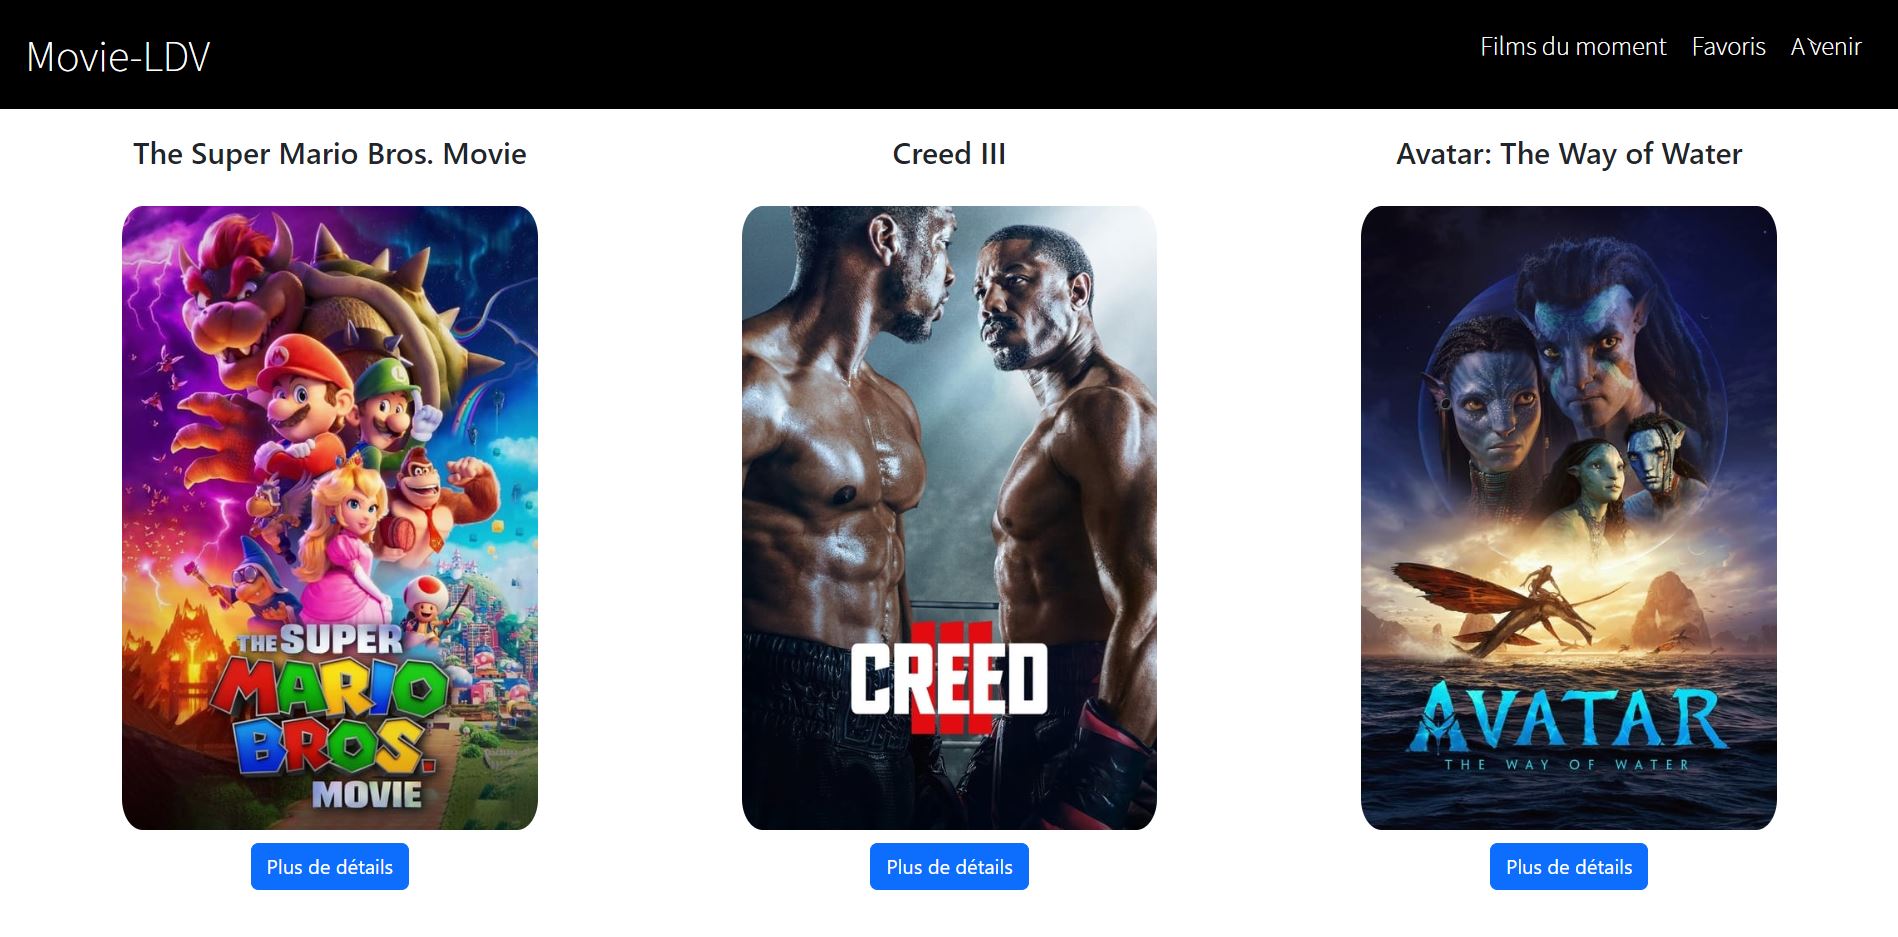 Movie-LDV
Films du moment Favoris A venir
The Super Mario Bros. Movie
Creed III
Avatar: The Way of Water
THE SUPER
MARIO
BROS.
MOVIE
III
CREED
AVATAR
THE WAY OF WATER
Plus de détails
Plus de détails
Plus de détails